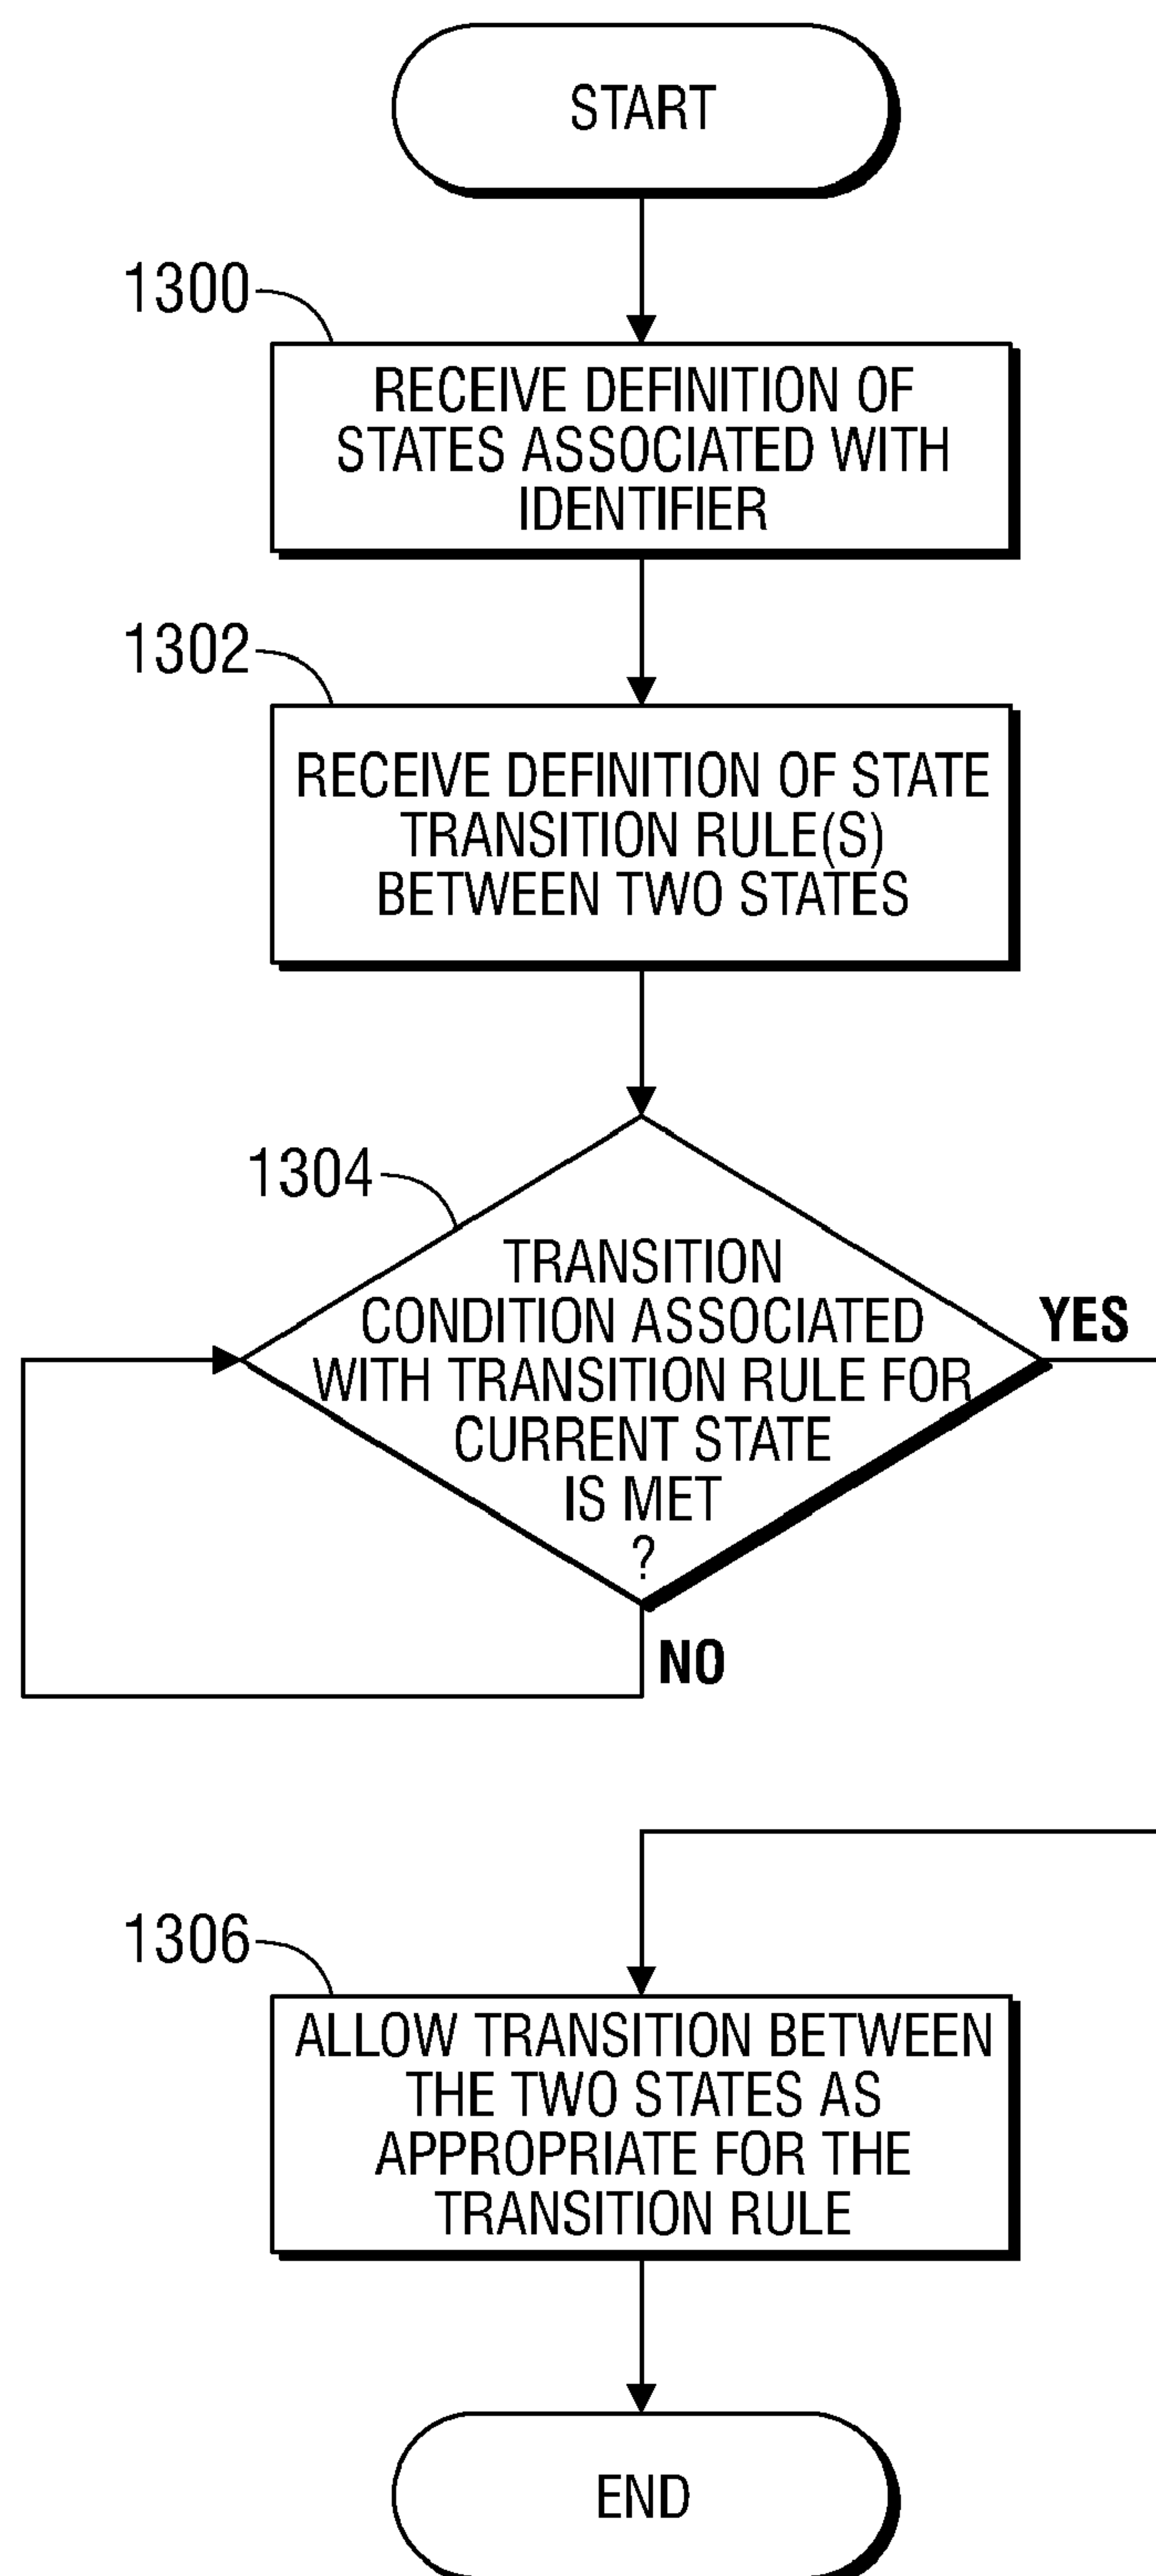 START
1300
RECEIVE DEFINITION OF
STATES ASSOCIATED WITH
IDENTIFIER
1302
RECEIVE DEFINITION OF STATE
TRANSITION RULE(S)
BETWEEN TWO STATES
1304
TRANSITION
CONDITION ASSOCIATED
WITH TRANSITION RULE FOR
CURRENT STATE
IS MET
?
YES
NO
1306
ALLOW TRANSITION BETWEEN
THE TWO STATES AS
APPROPRIATE FOR THE
TRANSITION RULE
END